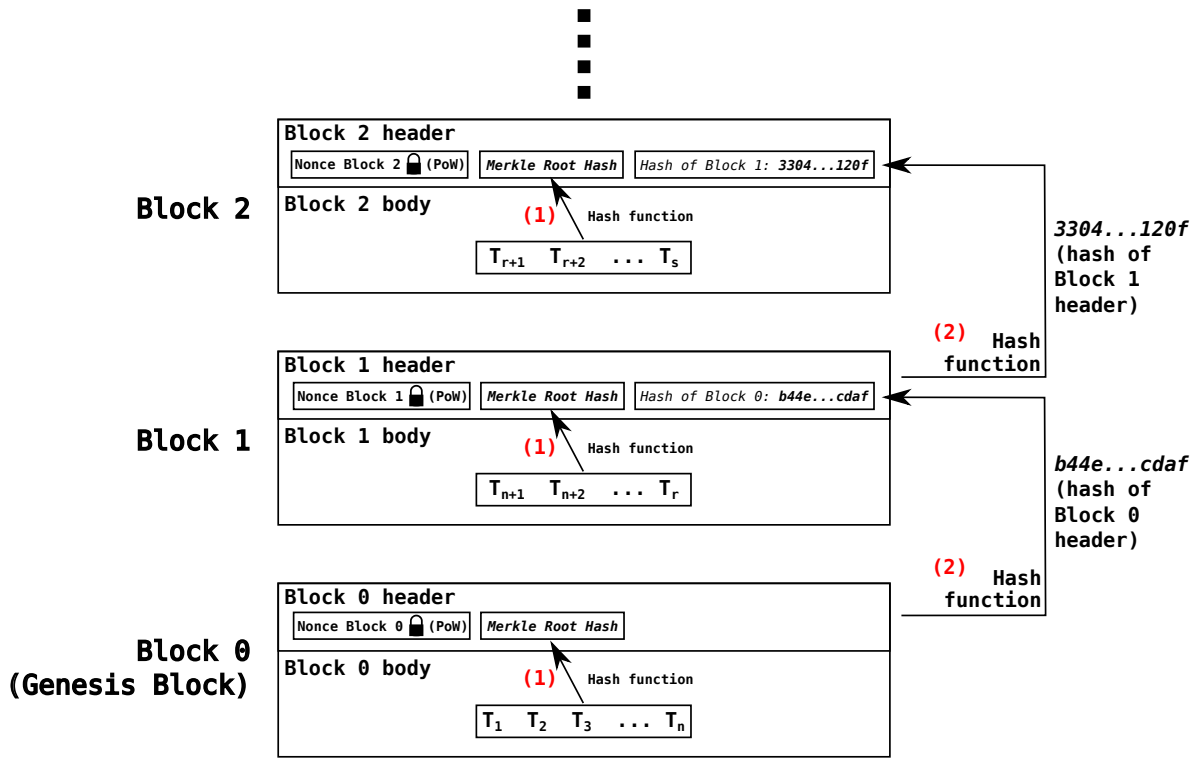 Block 2
Block 2 header
Nonce Block 2 (PoW)
Merkle Root Hash
Hash of Block 1: 3304...120f
Block 2 body
(1)
Hash function
Tr+1 Tr+2 ... Ts
3304...120f
(hash of
Block 1
header)
(2)
Hash
function
Block 1
Block 1 header
Nonce Block 1 (PoW)
Merkle Root Hash
Hash of Block 0: b44e...cdaf
Block 1 body
(1)
Hash function
Tn+1 Tn+2 ... Tr
b44e...cdaf
(hash of
Block 0
header)
(2)
Hash
function
Block 0
(Genesis Block)
Block 0 header
Nonce Block 0 (PoW)
Merkle Root Hash
Block 0 body
(1)
Hash function
T1 T2 T3 ... Tn